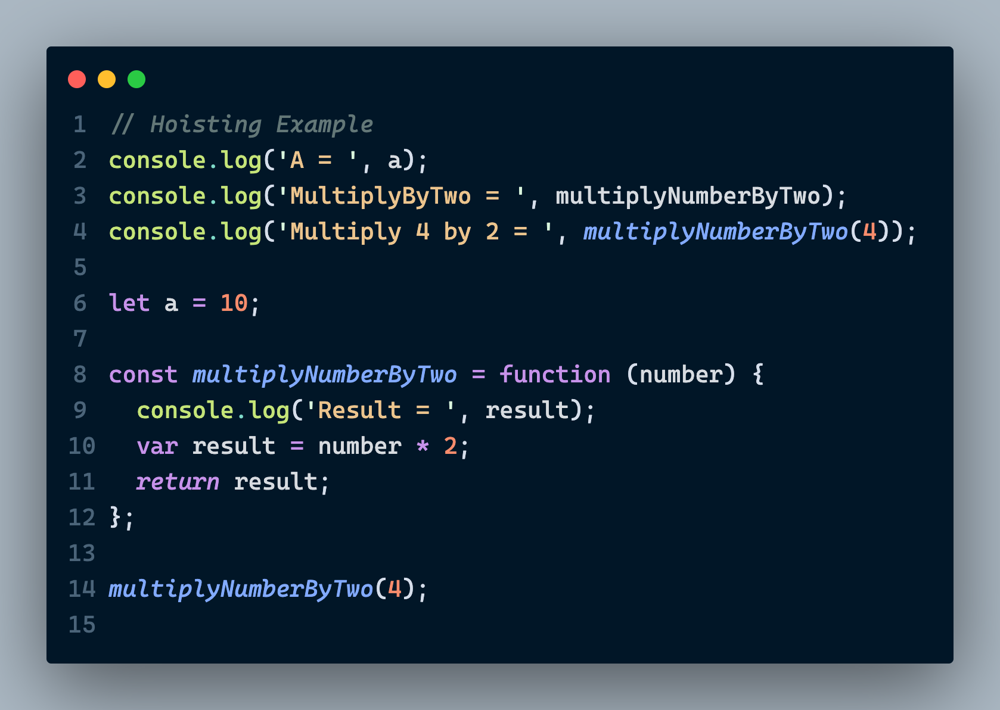 1 // Hoisting Example
2 console.log('A = ', a);
3 console.log('MultiplyByTwo = ', multiplyNumberByTwo);
4 console.log('Multiply 4 by 2 = ', multiplyNumberByTwo(4));
5
6 let a = 10;
7
8 const multiplyNumberByTwo = function (number) {
9   console.log('Result = ', result);
10   var result = number * 2;
11   return result;
12 };
13
14 multiplyNumberByTwo(4);
15